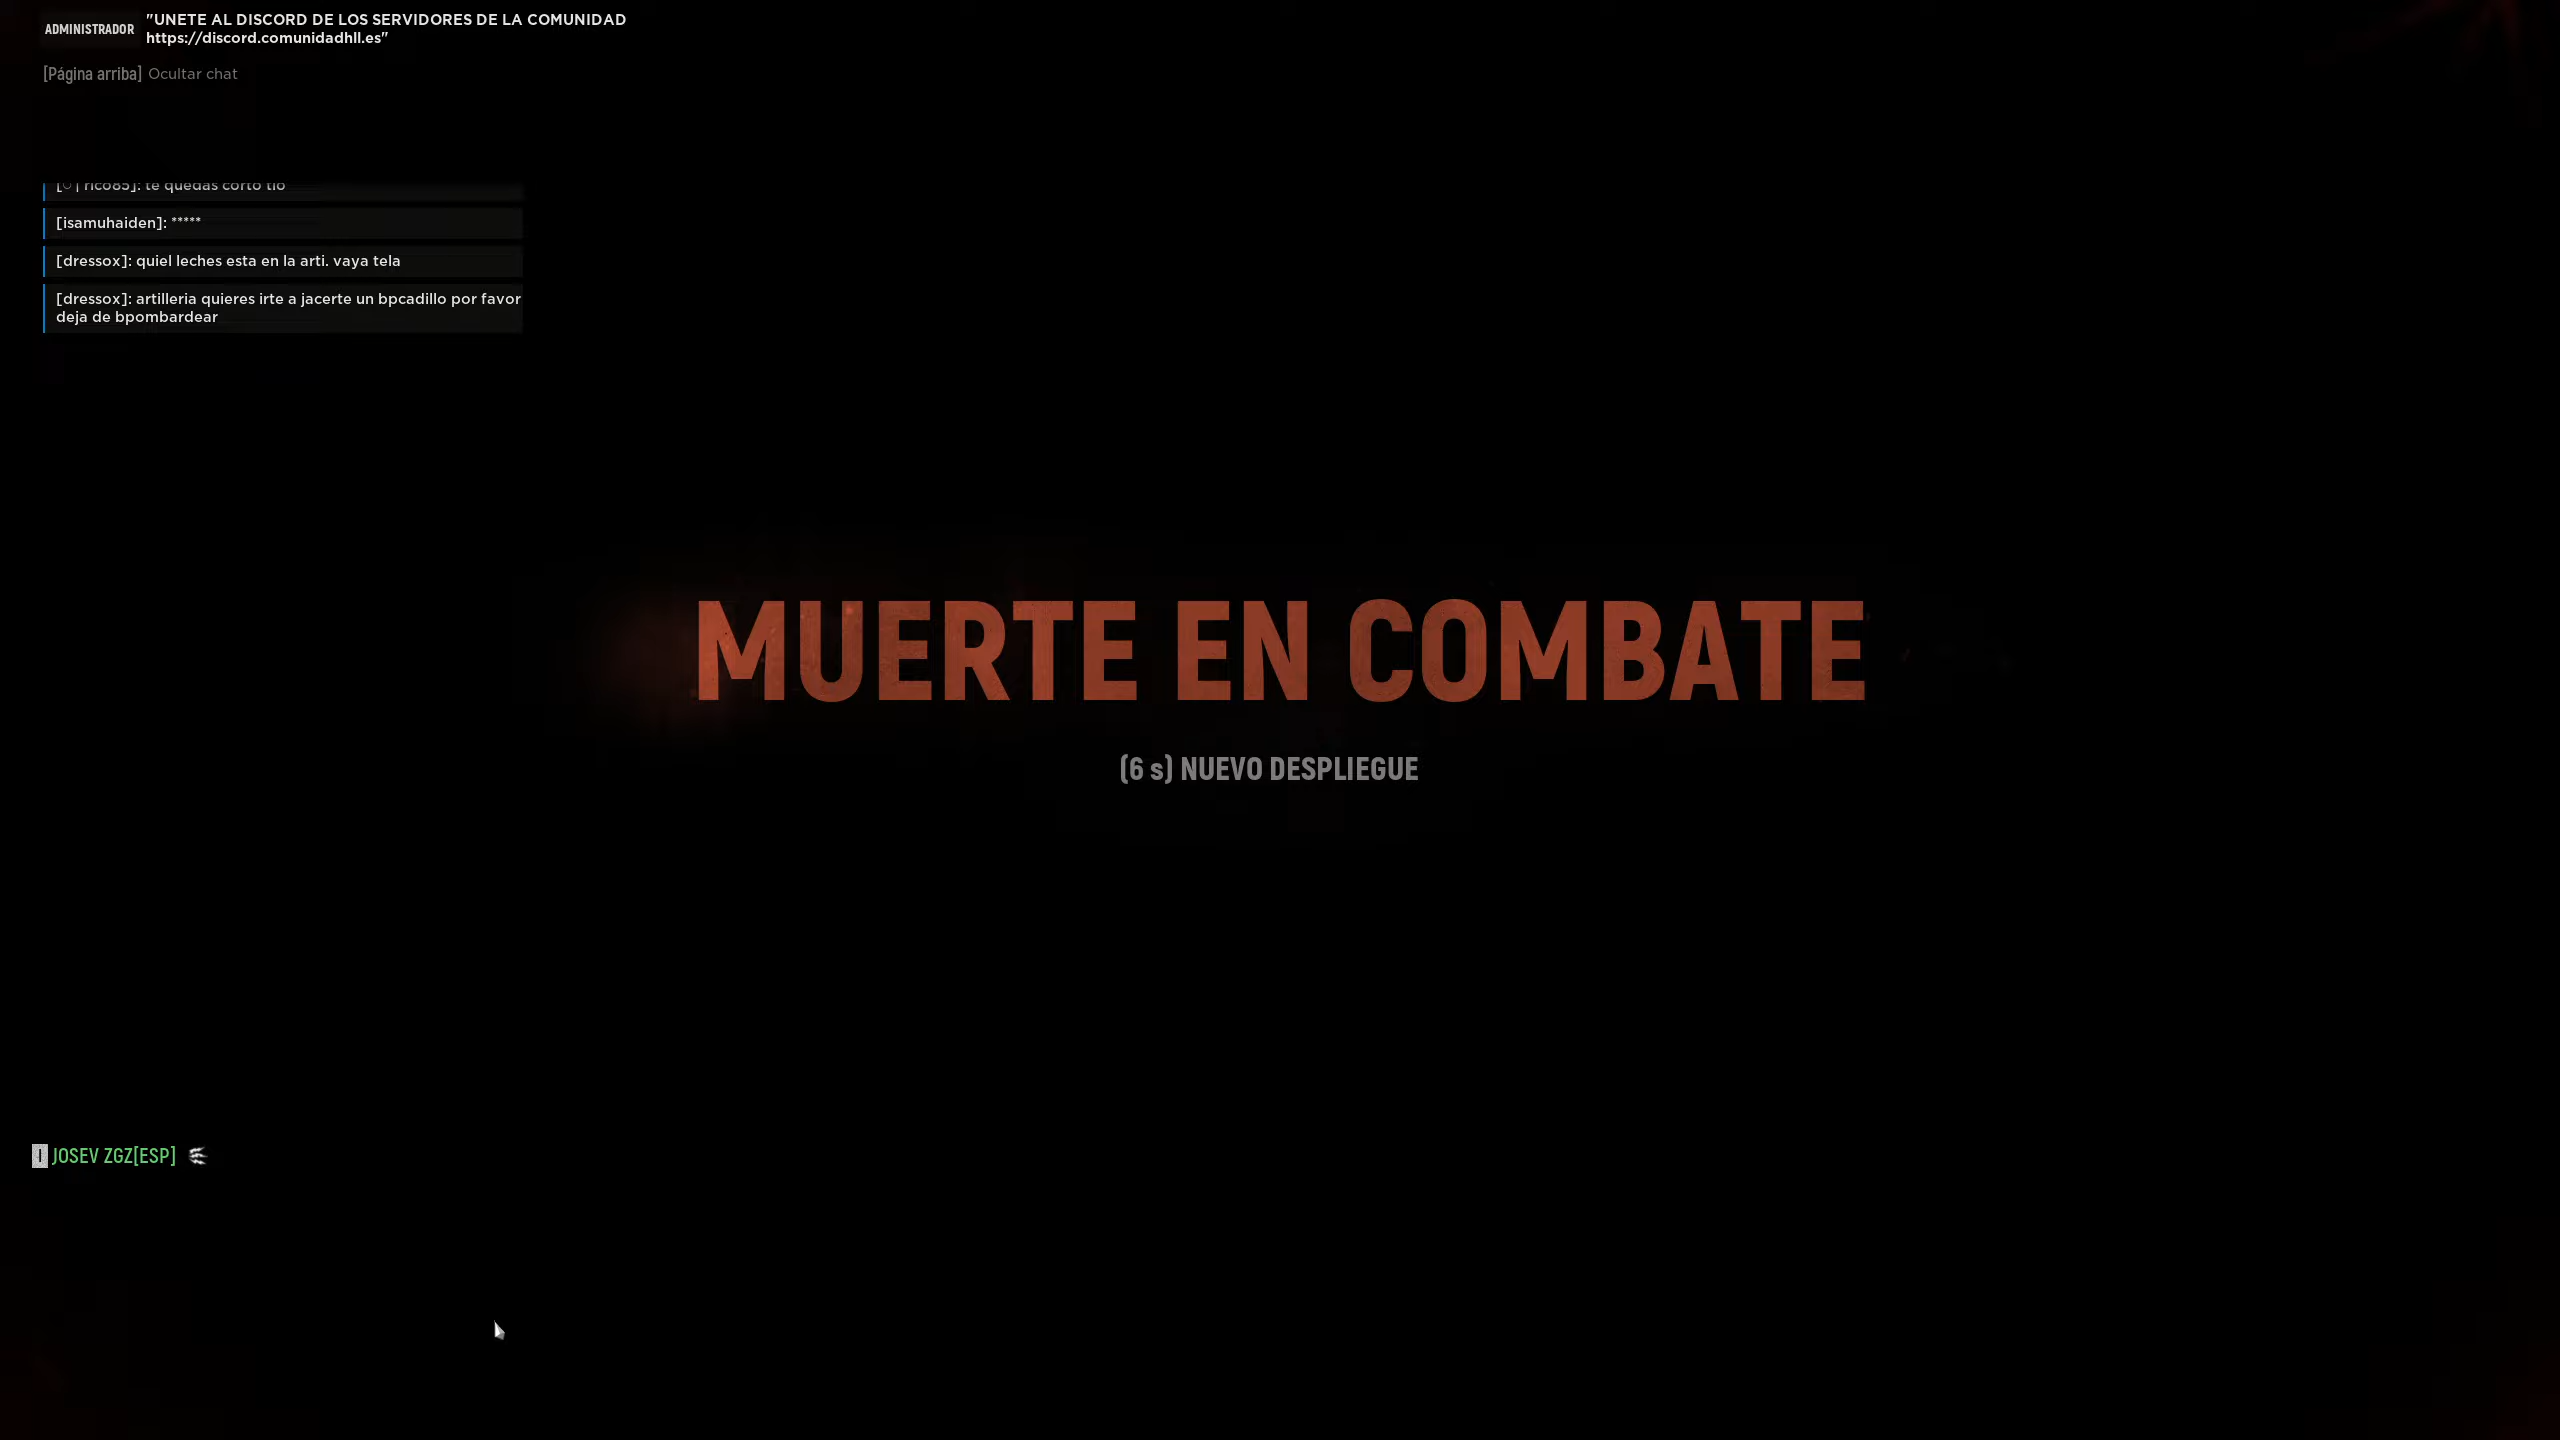 ADMINISTRADOR "UNETE AL DISCORD DE LOS SERVIDORES DE LA COMUNIDAD
https://discord.comunidadhll.es"
[Página arriba] Ocultar chat
rico85]: te quedas corto tio
[isamuhaiden]: *****
[dressox]: quiel leches esta en la arti. vaya tela
[dressox]: artilleria quieres irte a jacerte un bpcadillo por favor
deja de bpombardear
MUERTE EN COMBATE
(6 s) NUEVO DESPLIEGUE
JOSEV ZGZ[ESP]